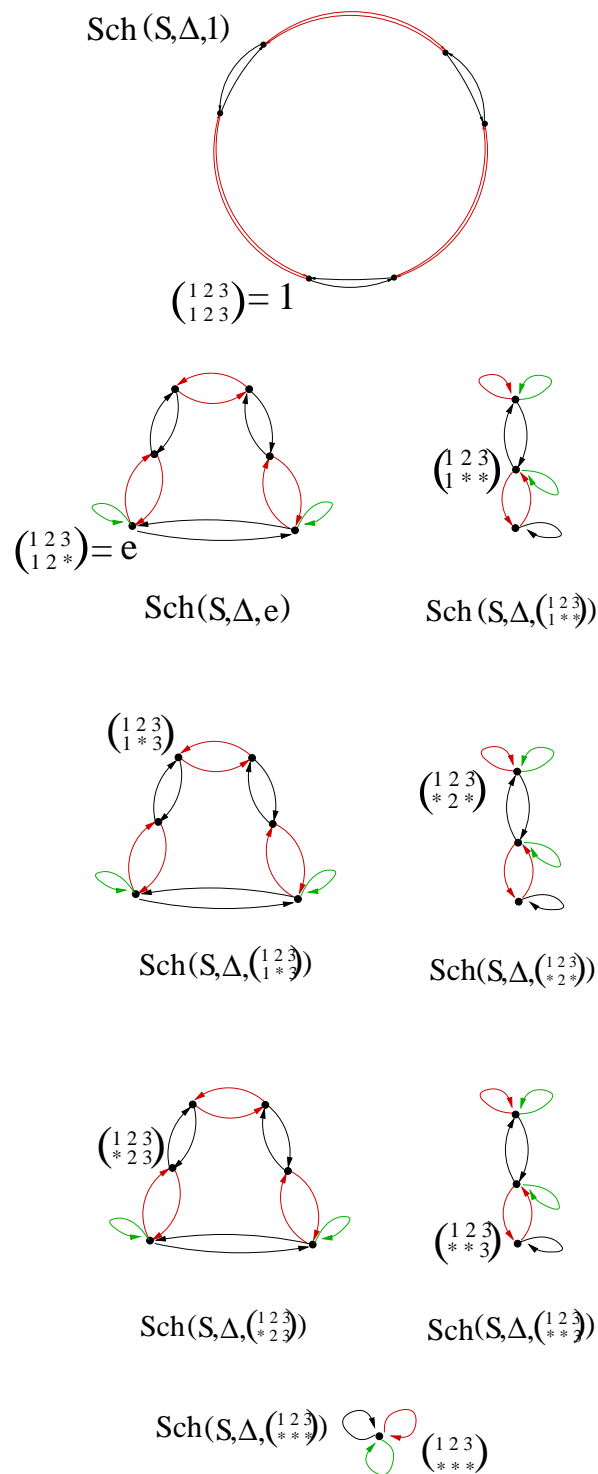 Sch(S,Δ,1)
(1 2 3 / 1 2 3) = 1
(1 2 3 / 1 * *)
(1 2 3 / 1 2 *) = e
Sch(S,Δ,e) Sch(S,Δ,(1 2 3 / 1 * *))
(1 2 3 / 1 * 3)
(1 2 3 / * 2 *)
Sch(S,Δ,(1 2 3 / 1 * 3)) Sch(S,Δ,(1 2 3 / * 2 *))
(1 2 3 / * 2 3)
(1 2 3 / * * 3)
Sch(S,Δ,(1 2 3 / * 2 3)) Sch(S,Δ,(1 2 3 / * * 3))
Sch(S,Δ,(1 2 3 / * * *)) (1 2 3 / * * *)